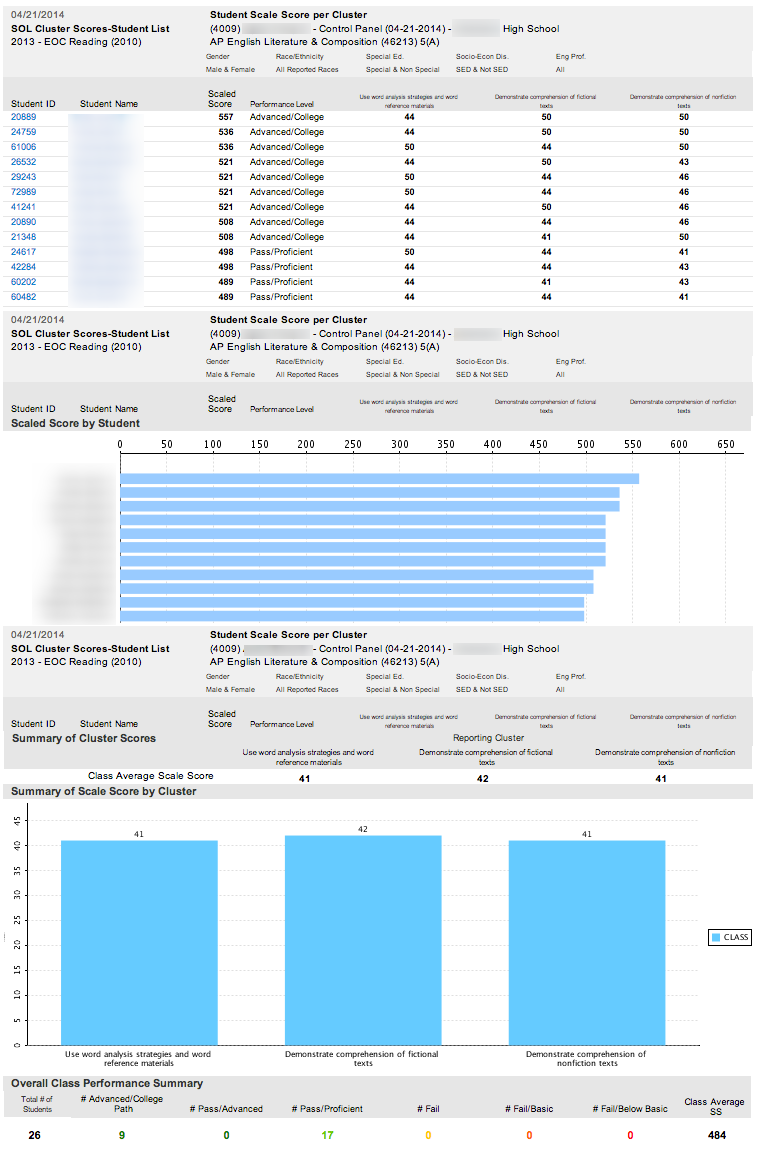 04/21/2014 Student Scale Score per Cluster
SOL Cluster Scores-Student List (4009) - Control Panel (04-21-2014) - High School
2013 - EOC Reading (2010) AP English Literature & Composition (46213) 5(A)
Gender Race/Ethnicity Special Ed. Socio-Econ Dis. Eng Prof.
Male & Female All Reported Races Special & Non Special SED & Not SED All
Student ID Student Name Scaled Score Performance Level Use word analysis strategies and word reference materials Demonstrate comprehension of fictional texts Demonstrate comprehension of nonfiction texts
20889 557 Advanced/College 44 50 50
24759 536 Advanced/College 44 50 50
61006 536 Advanced/College 50 44 50
26532 521 Advanced/College 44 50 43
29243 521 Advanced/College 50 44 46
72989 521 Advanced/College 50 44 46
41241 521 Advanced/College 44 50 46
20890 508 Advanced/College 44 44 46
21348 508 Advanced/College 44 41 50
24617 498 Pass/Proficient 50 44 41
42284 498 Pass/Proficient 44 44 43
60202 489 Pass/Proficient 44 41 43
60482 489 Pass/Proficient 44 44 41
04/21/2014 Student Scale Score per Cluster
SOL Cluster Scores-Student List (4009) - Control Panel (04-21-2014) - High School
2013 - EOC Reading (2010) AP English Literature & Composition (46213) 5(A)
Gender Race/Ethnicity Special Ed. Socio-Econ Dis. Eng Prof.
Male & Female All Reported Races Special & Non Special SED & Not SED All
Student ID Student Name Scaled Score Performance Level Use word analysis strategies and word reference materials Demonstrate comprehension of fictional texts Demonstrate comprehension of nonfiction texts
Scaled Score by Student
0 50 100 150 200 250 300 350 400 450 500 550 600 650
04/21/2014 Student Scale Score per Cluster
SOL Cluster Scores-Student List (4009) - Control Panel (04-21-2014) - High School
2013 - EOC Reading (2010) AP English Literature & Composition (46213) 5(A)
Gender Race/Ethnicity Special Ed. Socio-Econ Dis. Eng Prof.
Male & Female All Reported Races Special & Non Special SED & Not SED All
Student ID Student Name Scaled Score Performance Level Use word analysis strategies and word reference materials Demonstrate comprehension of fictional texts Demonstrate comprehension of nonfiction texts
Summary of Cluster Scores Reporting Cluster
Use word analysis strategies and word reference materials Demonstrate comprehension of fictional texts Demonstrate comprehension of nonfiction texts
Class Average Scale Score 41 42 41
Summary of Scale Score by Cluster
45
40
35
30
25
20
15
10
5
0
41 42 41
CLASS
Use word analysis strategies and word reference materials Demonstrate comprehension of fictional texts Demonstrate comprehension of nonfiction texts
Overall Class Performance Summary
Total # of Students # Advanced/College Path # Pass/Advanced # Pass/Proficient # Fail # Fail/Basic # Fail/Below Basic Class Average SS
26 9 0 17 0 0 0 484